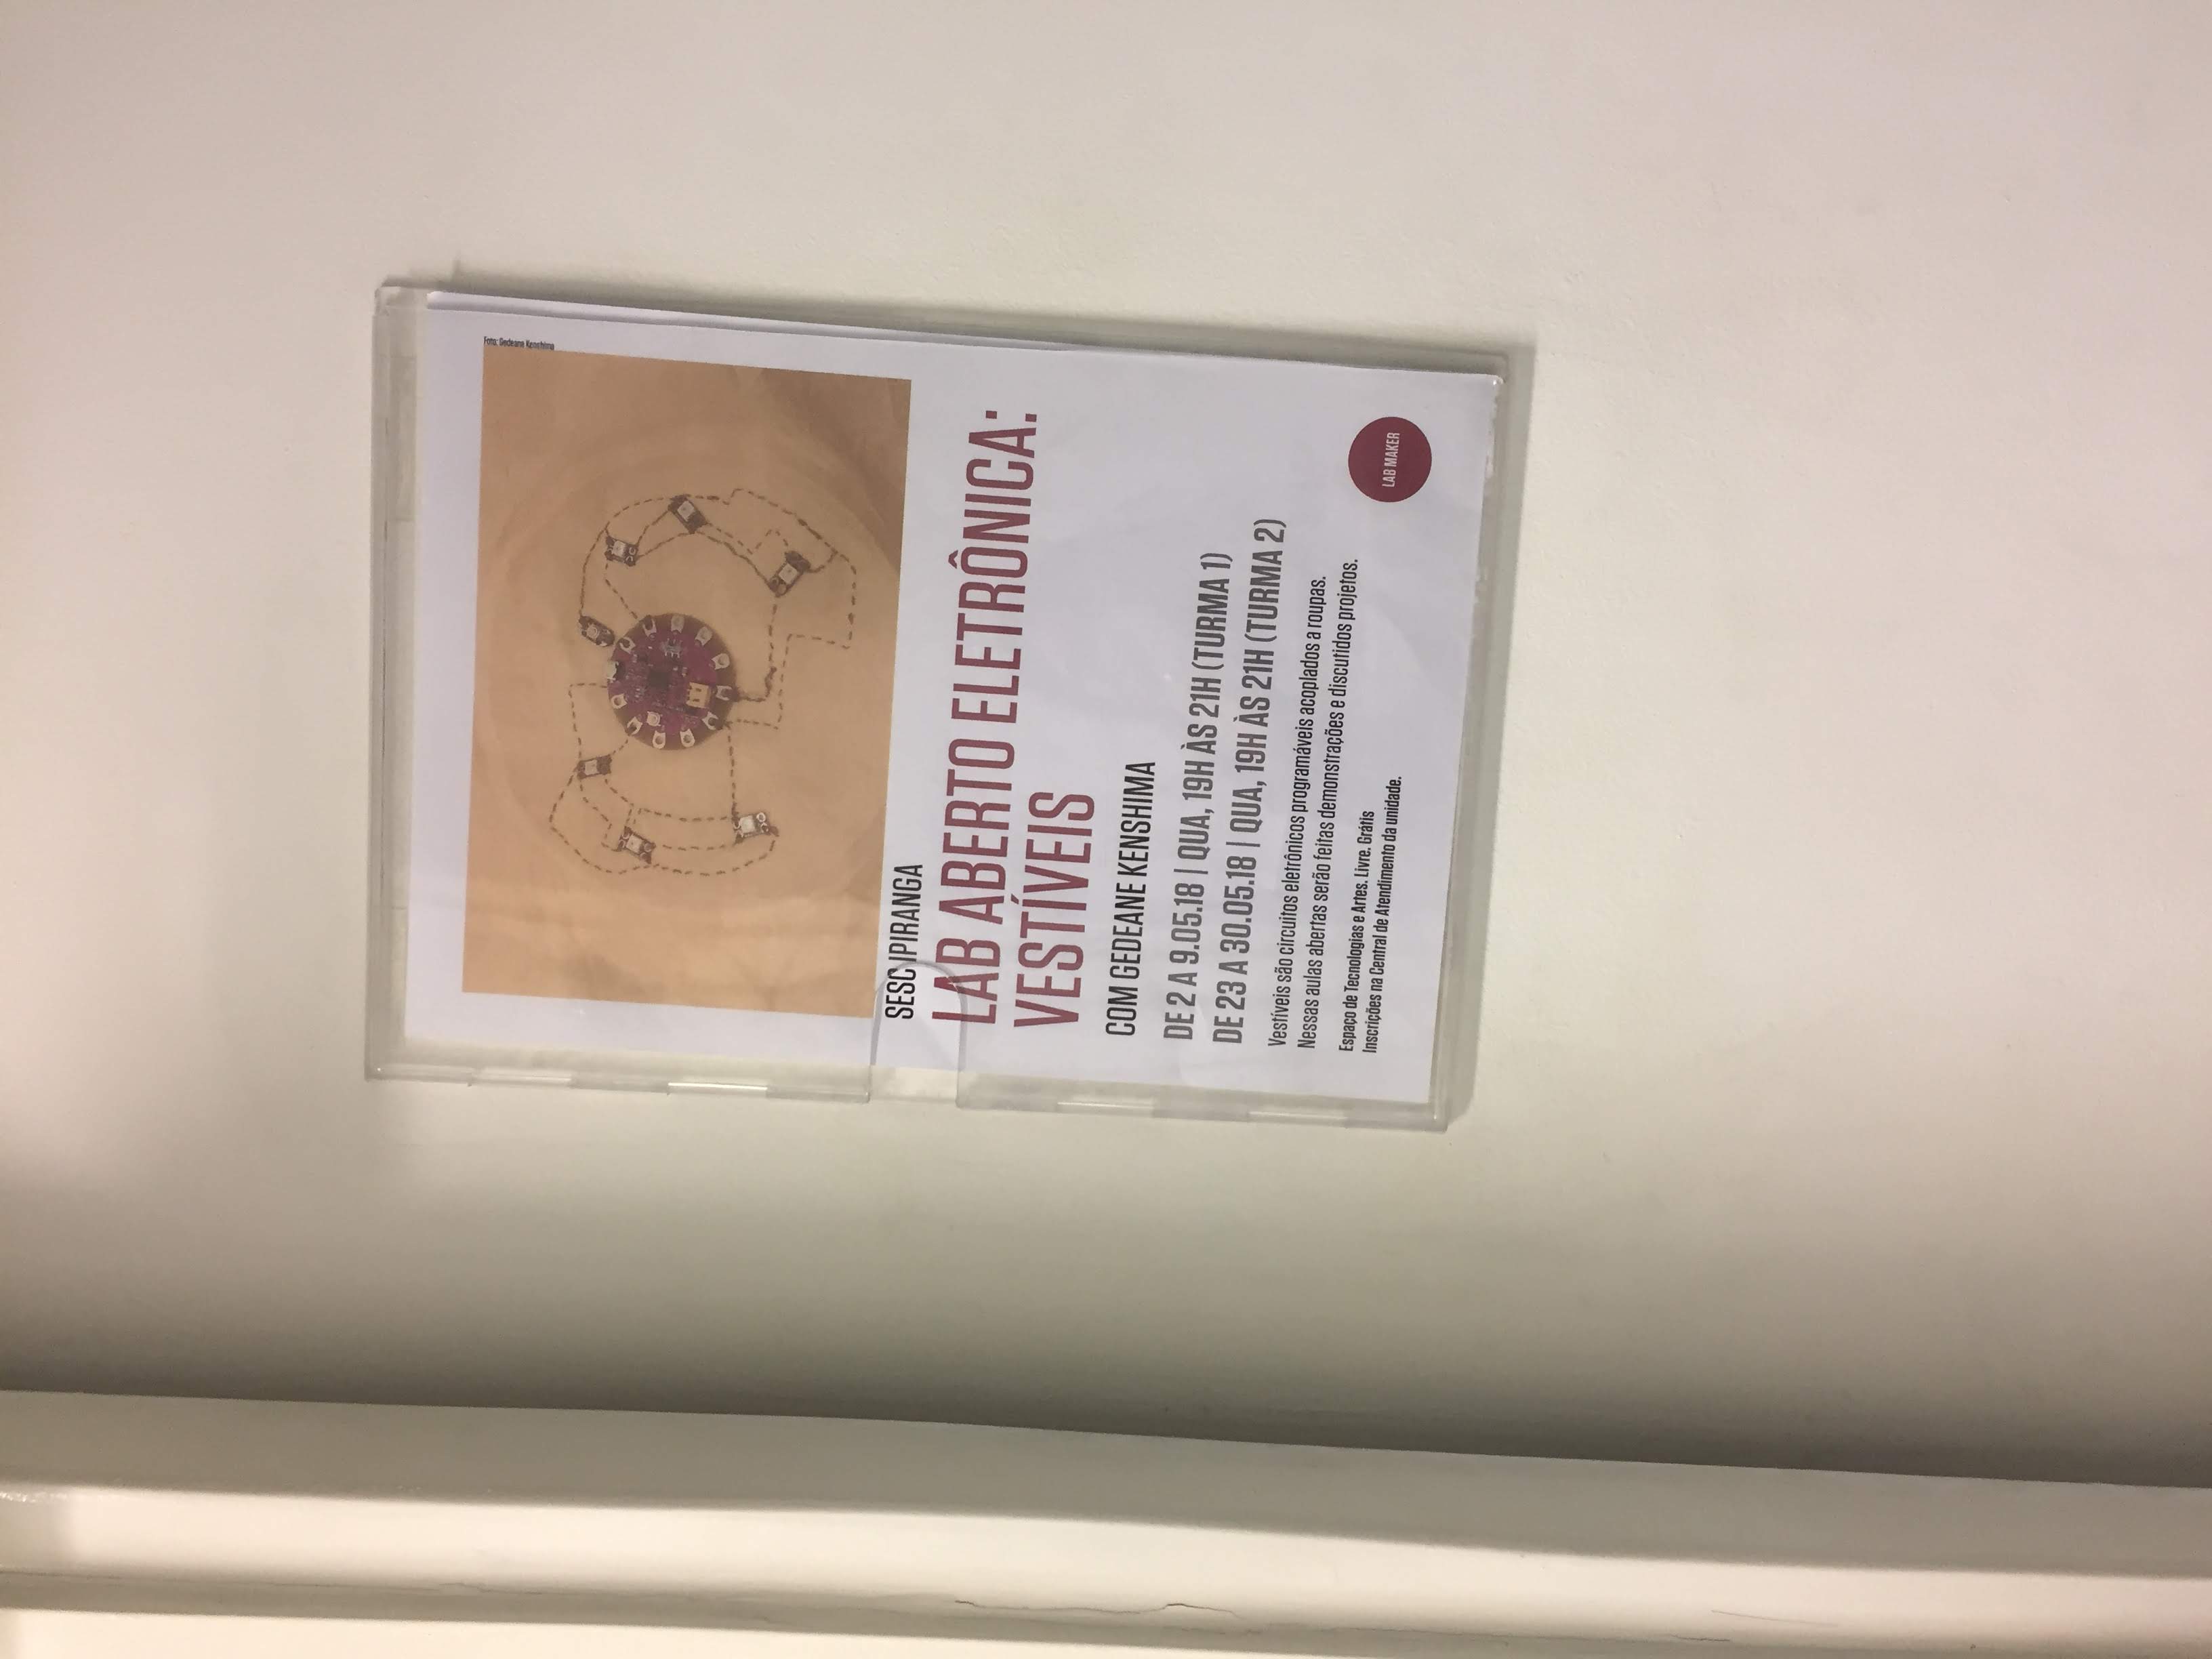 Foto: Gedeane Kenshima
SESC IPIRANGA
LAB ABERTO ELETRÔNICA:
VESTÍVEIS
COM GEDEANE KENSHIMA
DE 2 A 9.05.18 | QUA, 19H ÀS 21H (TURMA 1)
DE 23 A 30.05.18 | QUA, 19H ÀS 21H (TURMA 2)
Vestíveis são circuitos eletrônicos programáveis acoplados a roupas.
Nessas aulas abertas serão feitas demonstrações e discutidos projetos.
Espaço de Tecnologias e Artes. Livre. Grátis
Inscrições na Central de Atendimento da unidade.
LAB MAKER